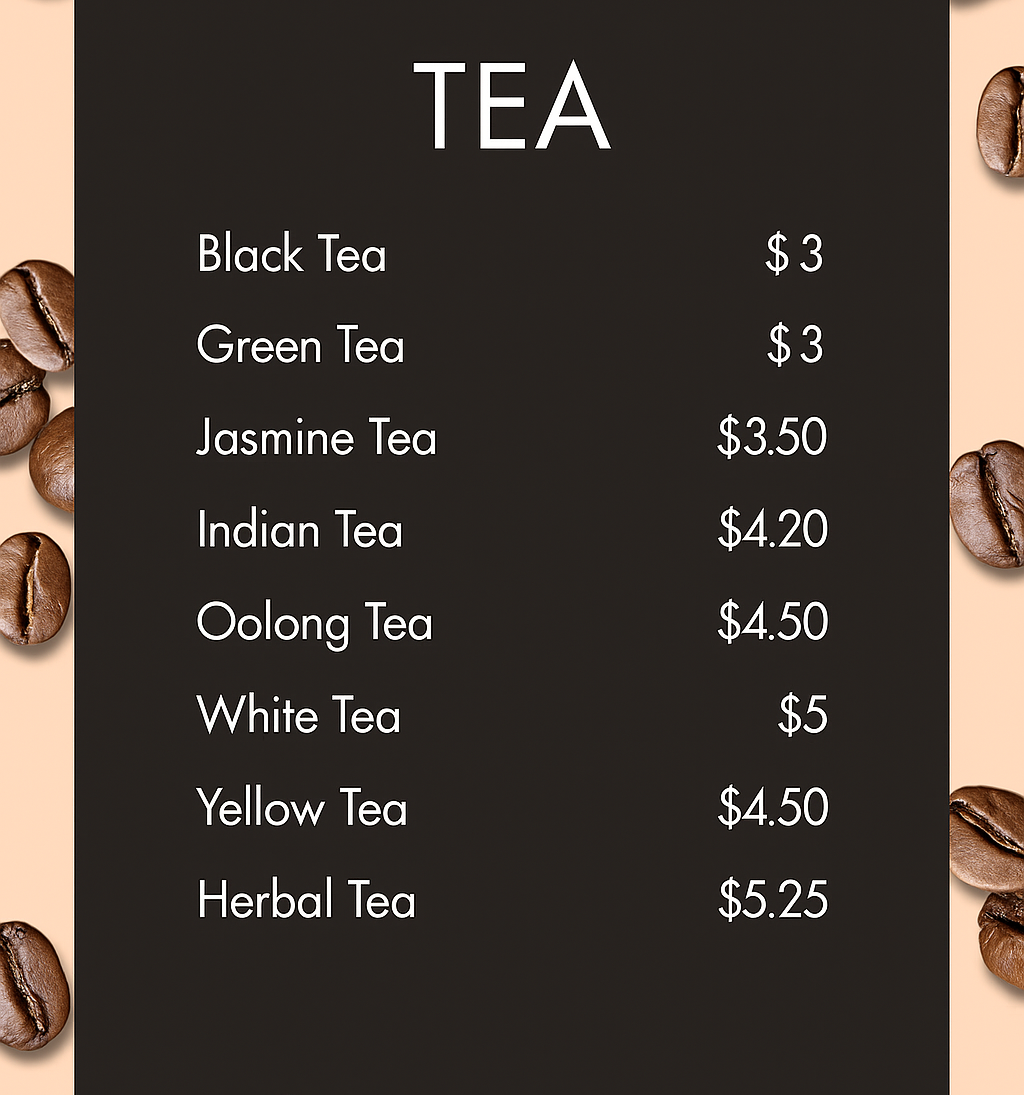 TEA
Black Tea $ 3
Green Tea $ 3
Jasmine Tea $3.50
Indian Tea $4.20
Oolong Tea $4.50
White Tea $5
Yellow Tea $4.50
Herbal Tea $5.25